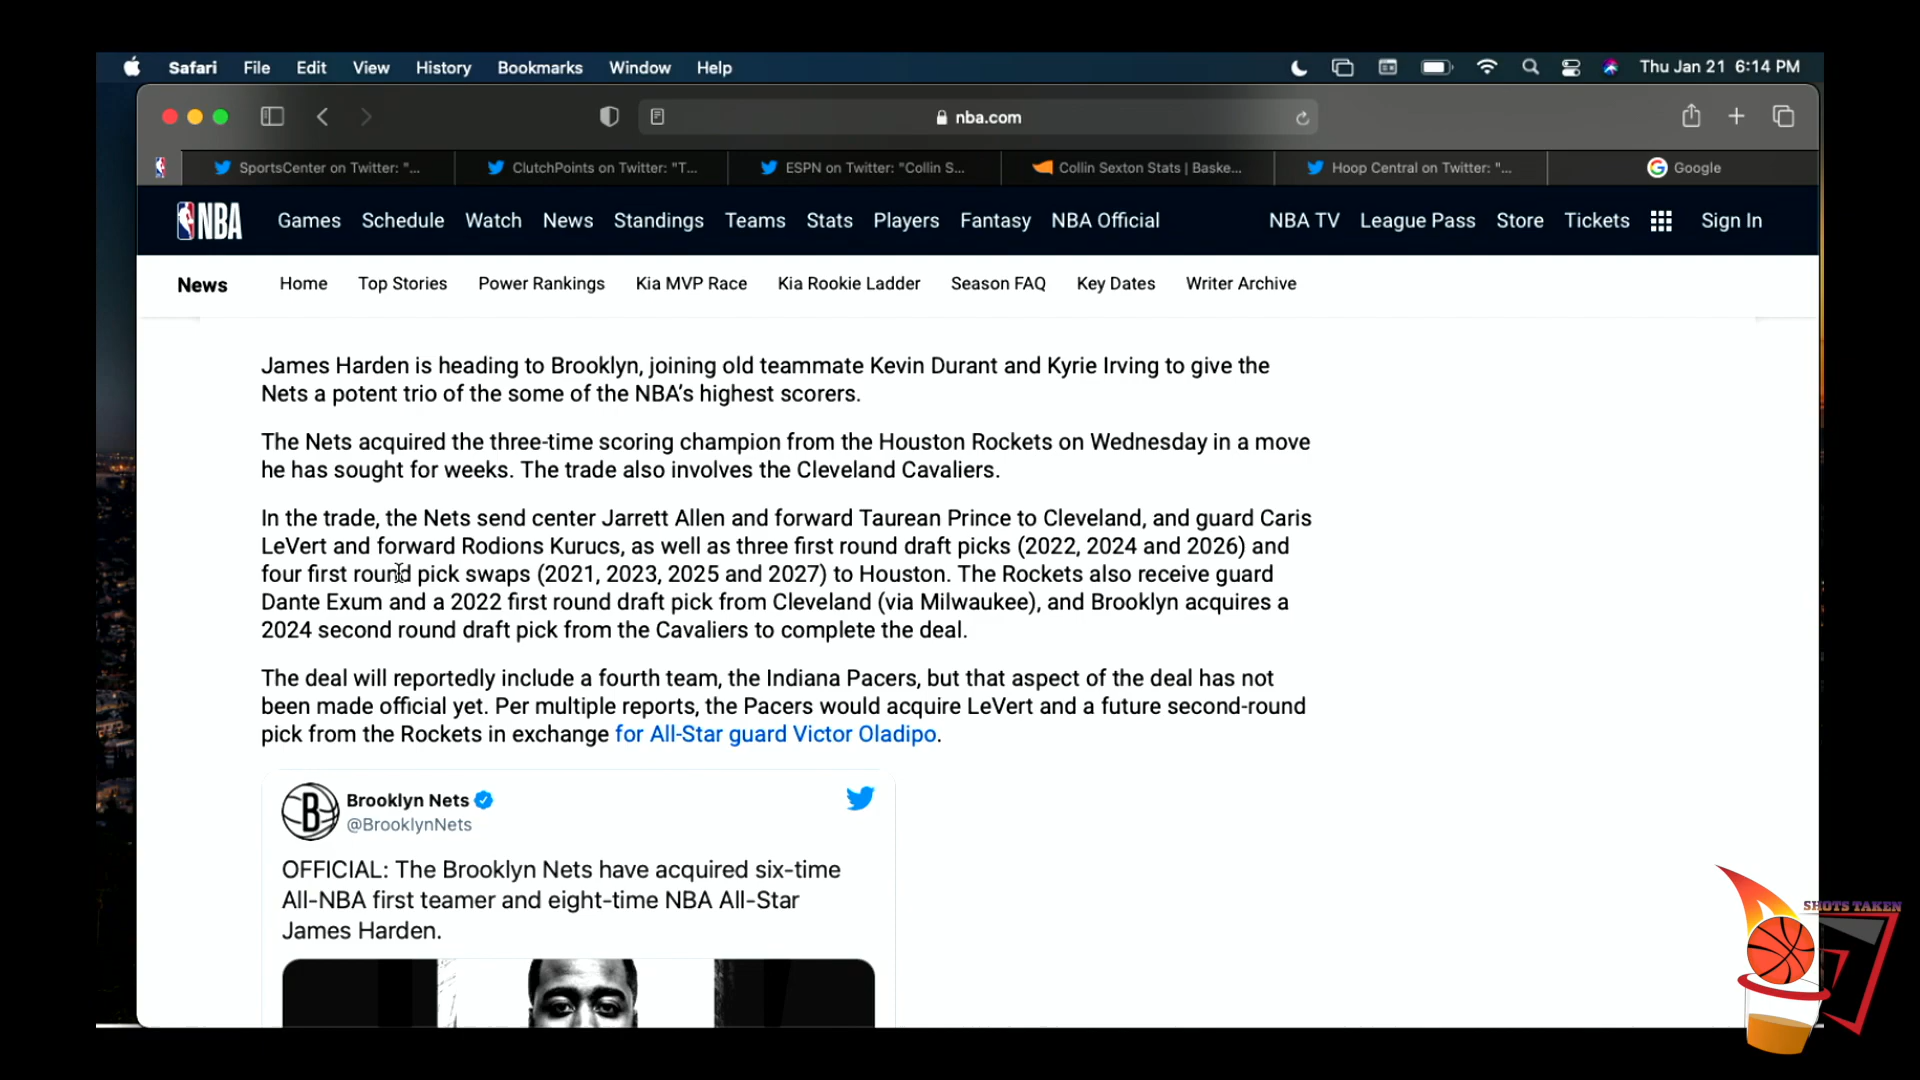 Safari File Edit View History Bookmarks Window Help Thu Jan 21 6:14 PM
nba.com
SportsCenter on Twitter: "... ClutchPoints on Twitter: "T... ESPN on Twitter: "Collin S... Collin Sexton Stats | Baske... Hoop Central on Twitter: "... Google
NBA Games Schedule Watch News Standings Teams Stats Players Fantasy NBA Official NBA TV League Pass Store Tickets Sign In
News Home Top Stories Power Rankings Kia MVP Race Kia Rookie Ladder Season FAQ Key Dates Writer Archive
James Harden is heading to Brooklyn, joining old teammate Kevin Durant and Kyrie Irving to give the
Nets a potent trio of the some of the NBA’s highest scorers.
The Nets acquired the three-time scoring champion from the Houston Rockets on Wednesday in a move
he has sought for weeks. The trade also involves the Cleveland Cavaliers.
In the trade, the Nets send center Jarrett Allen and forward Taurean Prince to Cleveland, and guard Caris
LeVert and forward Rodions Kurucs, as well as three first round draft picks (2022, 2024 and 2026) and
four first round pick swaps (2021, 2023, 2025 and 2027) to Houston. The Rockets also receive guard
Dante Exum and a 2022 first round draft pick from Cleveland (via Milwaukee), and Brooklyn acquires a
2024 second round draft pick from the Cavaliers to complete the deal.
The deal will reportedly include a fourth team, the Indiana Pacers, but that aspect of the deal has not
been made official yet. Per multiple reports, the Pacers would acquire LeVert and a future second-round
pick from the Rockets in exchange for All-Star guard Victor Oladipo.
B
Brooklyn Nets
@BrooklynNets
OFFICIAL: The Brooklyn Nets have acquired six-time
All-NBA first teamer and eight-time NBA All-Star
James Harden.
SHOTS TAKEN